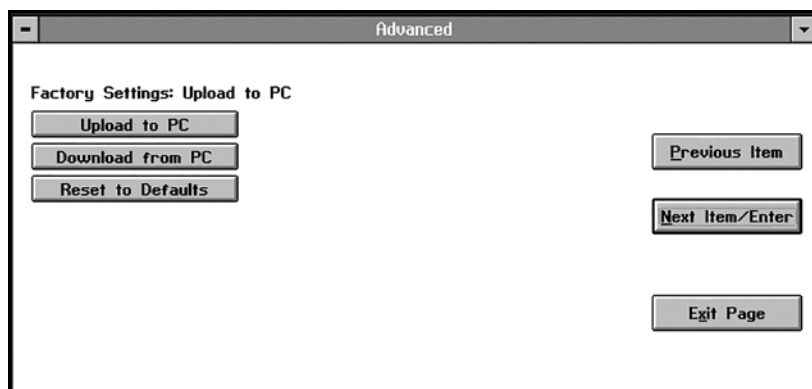 Advanced
Factory Settings: Upload to PC
Upload to PC
Download from PC
Reset to Defaults
Previous Item
Next Item/Enter
Exit Page